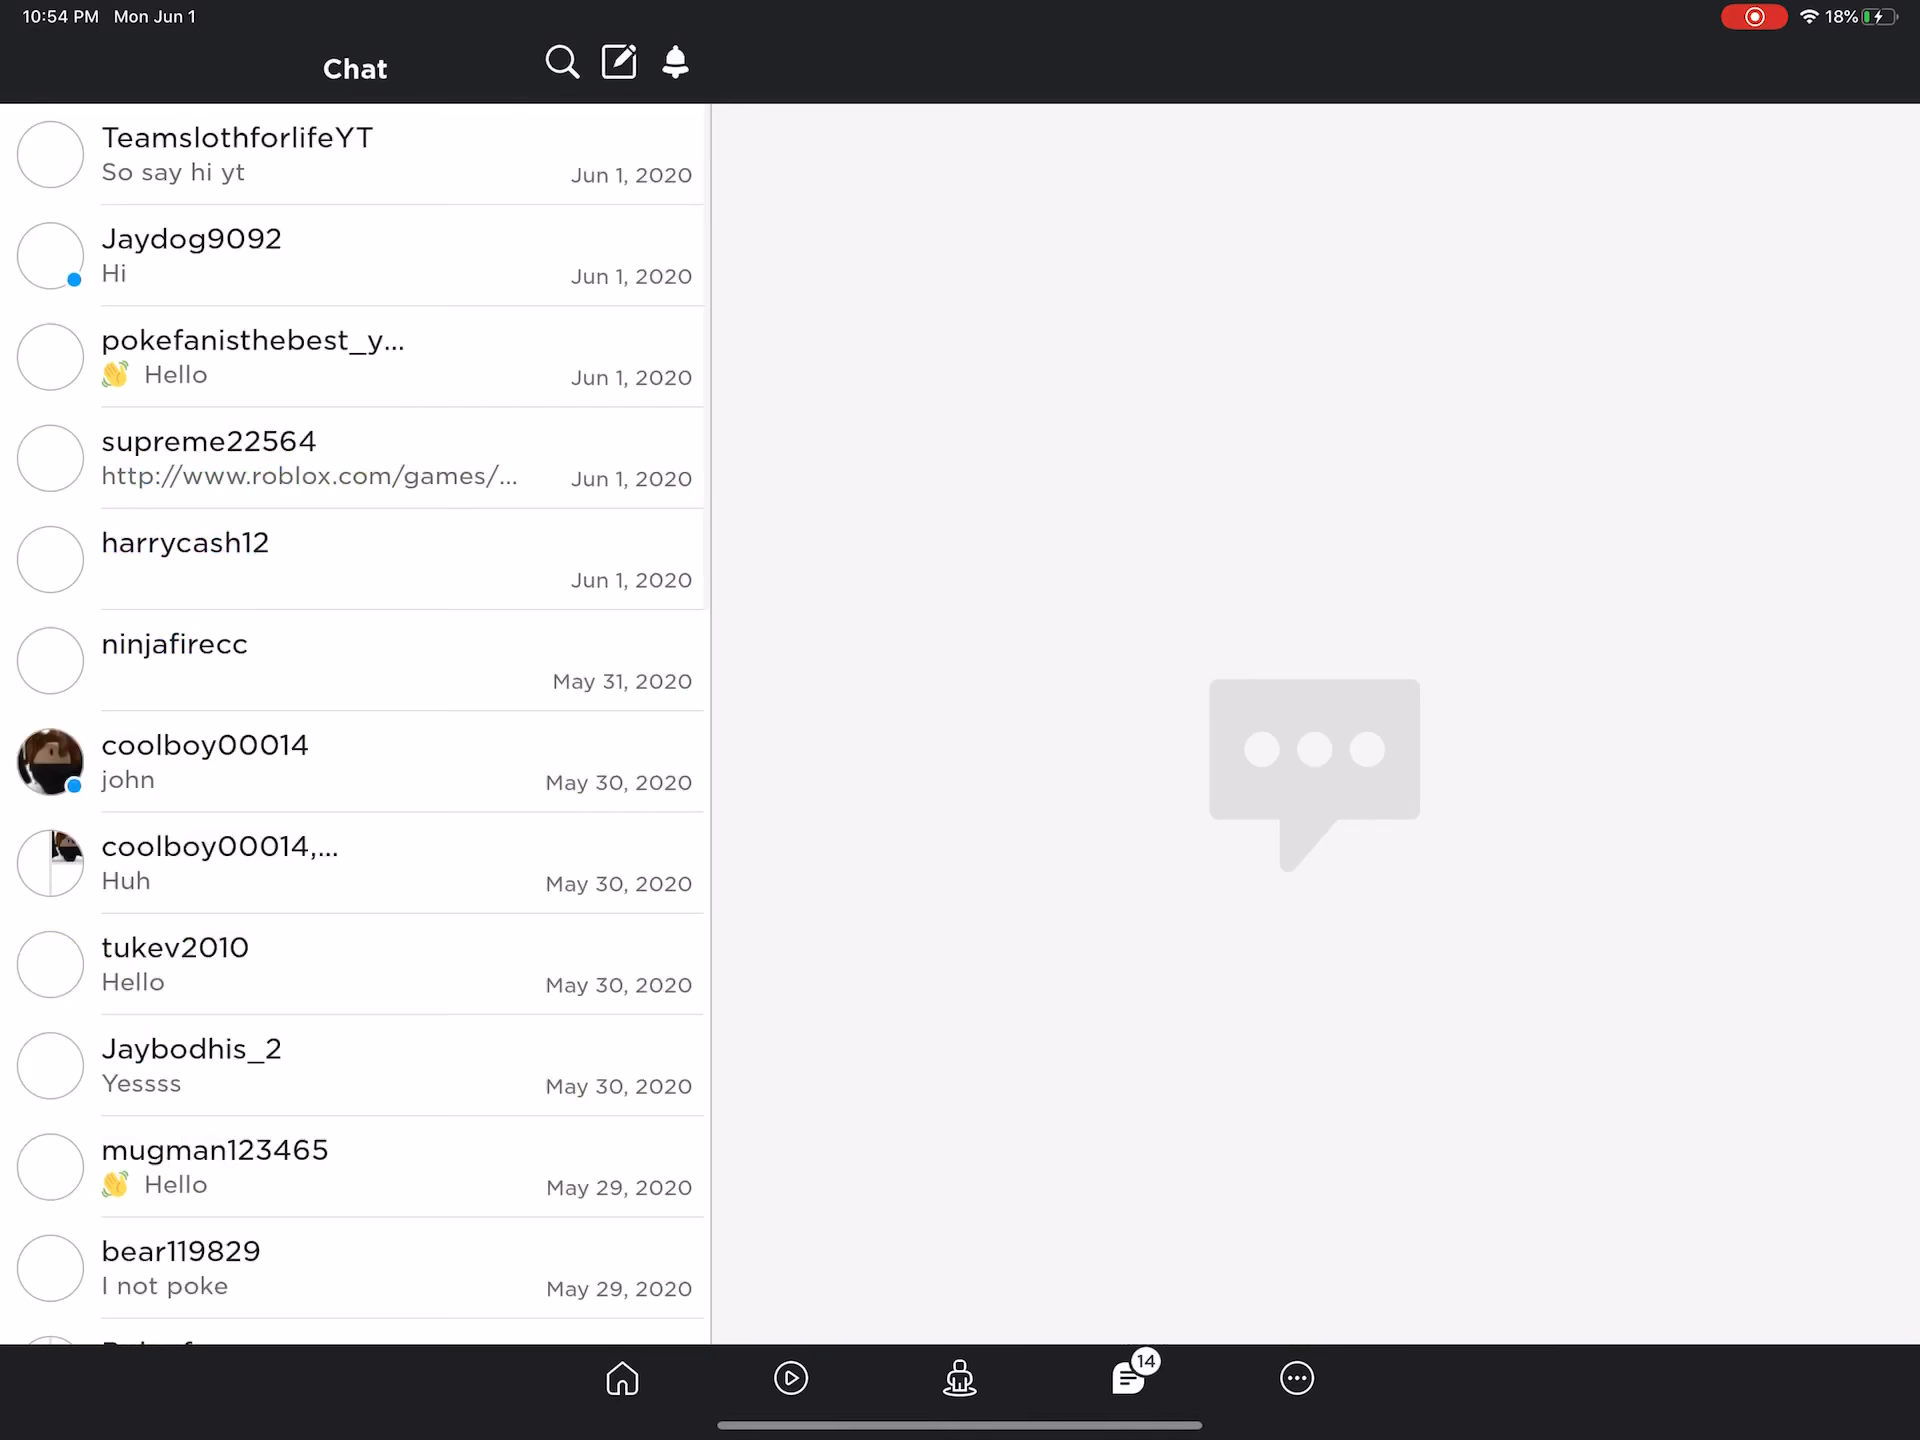 10:54 PM Mon Jun 1
18%
Chat
TeamslothforlifeYT
So say hi yt
Jun 1, 2020
Jaydog9092
Hi
Jun 1, 2020
pokefanisthebest_y...
👋 Hello
Jun 1, 2020
supreme22564
http://www.roblox.com/games/...
Jun 1, 2020
harrycash12
Jun 1, 2020
ninjafirecc
May 31, 2020
coolboy00014
john
May 30, 2020
coolboy00014,...
Huh
May 30, 2020
tukev2010
Hello
May 30, 2020
Jaybodhis_2
Yessss
May 30, 2020
mugman123465
👋 Hello
May 29, 2020
bear119829
I not poke
May 29, 2020
14